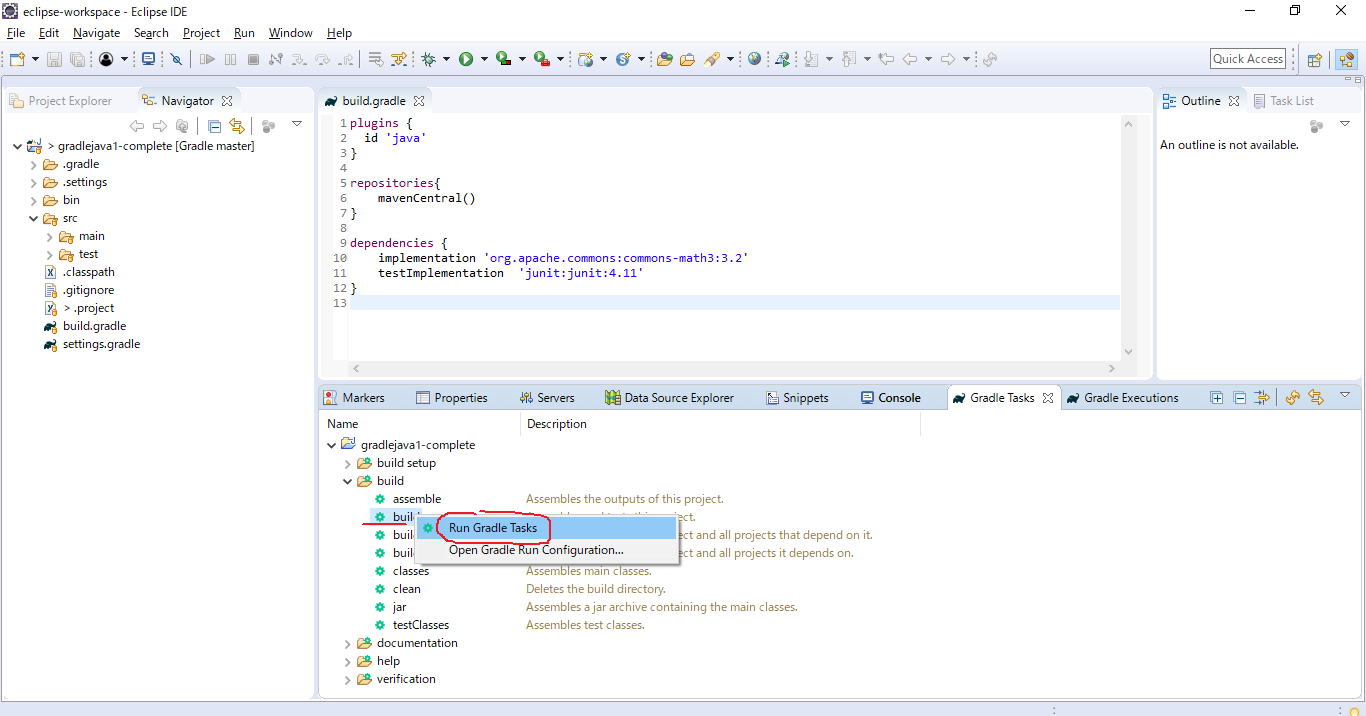 eclipse-workspace - Eclipse IDE
File Edit Navigate Search Project Run Window Help
Quick Access
Project Explorer Navigator
> gradlejava1-complete [Gradle master]
.gradle
.settings
bin
src
main
test
.classpath
.gitignore
> .project
build.gradle
settings.gradle
build.gradle
1 plugins {
2 id 'java'
3 }
4
5 repositories{
6 mavenCentral()
7 }
8
9 dependencies {
10 implementation 'org.apache.commons:commons-math3:3.2'
11 testImplementation 'junit:junit:4.11'
12 }
13
Outline Task List
An outline is not available.
Markers Properties Servers Data Source Explorer Snippets Console Gradle Tasks Gradle Executions
Name Description
gradlejava1-complete
build setup
build
assemble Assembles the outputs of this project.
Run Gradle Tasks
Open Gradle Run Configuration...
ect and all projects that depend on it.
ect and all projects it depends on.
classes Assembles main classes.
clean Deletes the build directory.
jar Assembles a jar archive containing the main classes.
testClasses Assembles test classes.
documentation
help
verification